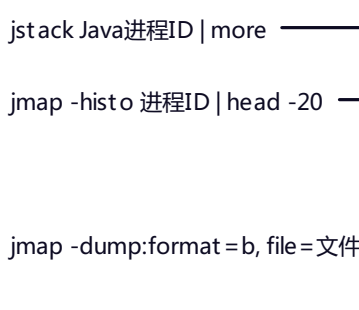 jstack Java进程ID | more
jmap -histo 进程ID | head -20
jmap -dump:format=b, file=文件